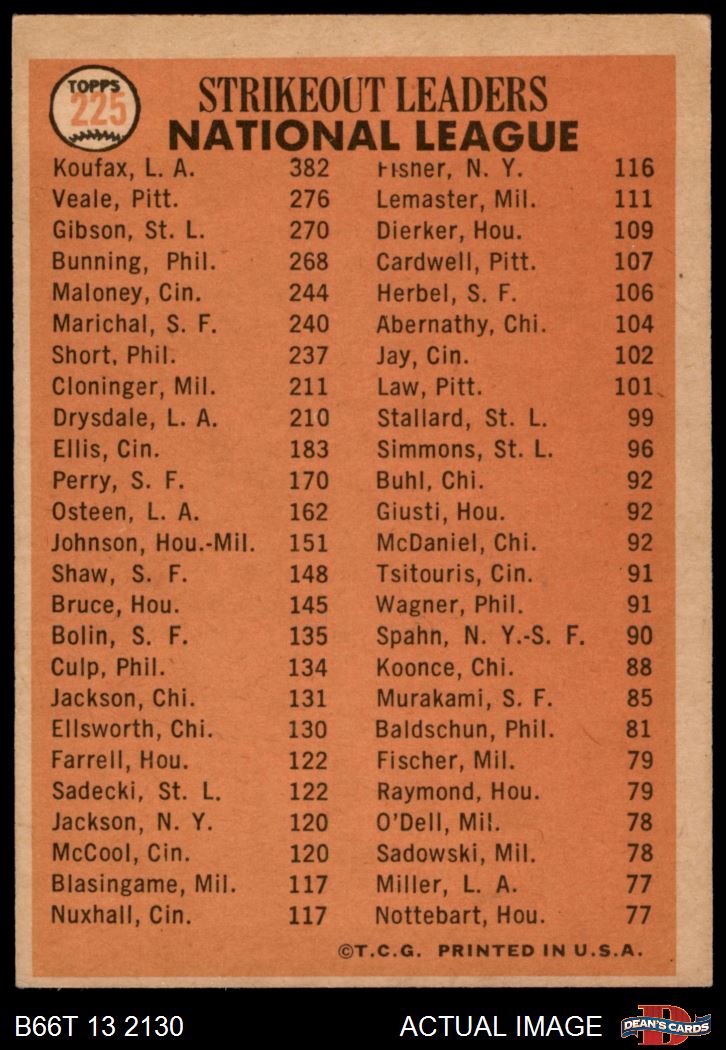 TOPPS
225
STRIKEOUT LEADERS
NATIONAL LEAGUE
Koufax, L. A. 382
Veale, Pitt. 276
Gibson, St. L. 270
Bunning, Phil. 268
Maloney, Cin. 244
Marichal, S. F. 240
Short, Phil. 237
Cloninger, Mil. 211
Drysdale, L. A. 210
Ellis, Cin. 183
Perry, S. F. 170
Osteen, L. A. 162
Johnson, Hou.-Mil. 151
Shaw, S. F. 148
Bruce, Hou. 145
Bolin, S. F. 135
Culp, Phil. 134
Jackson, Chi. 131
Ellsworth, Chi. 130
Farrell, Hou. 122
Sadecki, St. L. 122
Jackson, N. Y. 120
McCool, Cin. 120
Blasingame, Mil. 117
Nuxhall, Cin. 117
Fisher, N. Y. 116
Lemaster, Mil. 111
Dierker, Hou. 109
Cardwell, Pitt. 107
Herbel, S. F. 106
Abernathy, Chi. 104
Jay, Cin. 102
Law, Pitt. 101
Stallard, St. L. 99
Simmons, St. L. 96
Buhl, Chi. 92
Giusti, Hou. 92
McDaniel, Chi. 92
Tsitouris, Cin. 91
Wagner, Phil. 91
Spahn, N. Y.-S. F. 90
Koonce, Chi. 88
Murakami, S. F. 85
Baldschun, Phil. 81
Fischer, Mil. 79
Raymond, Hou. 79
O'Dell, Mil. 78
Sadowski, Mil. 78
Miller, L. A. 77
Nottebart, Hou. 77
©T.C.G. PRINTED IN U.S.A.
B66T 13 2130
ACTUAL IMAGE
DEAN'S CARDS